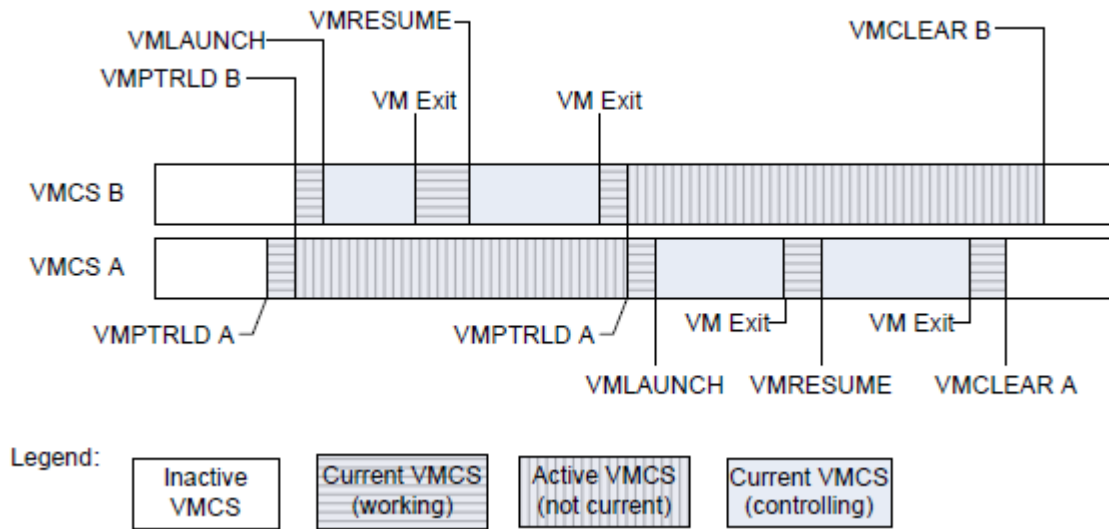 VMRESUME
VMCLEAR B
VMLAUNCH
VMPTRLD B
VM Exit
VM Exit
VMCS B
VMCS A
VMPTRLD A
VMPTRLD A
VM Exit
VM Exit
VMLAUNCH
VMRESUME
VMCLEAR A
Legend:
Inactive
VMCS
Current VMCS
(working)
Active VMCS
(not current)
Current VMCS
(controlling)